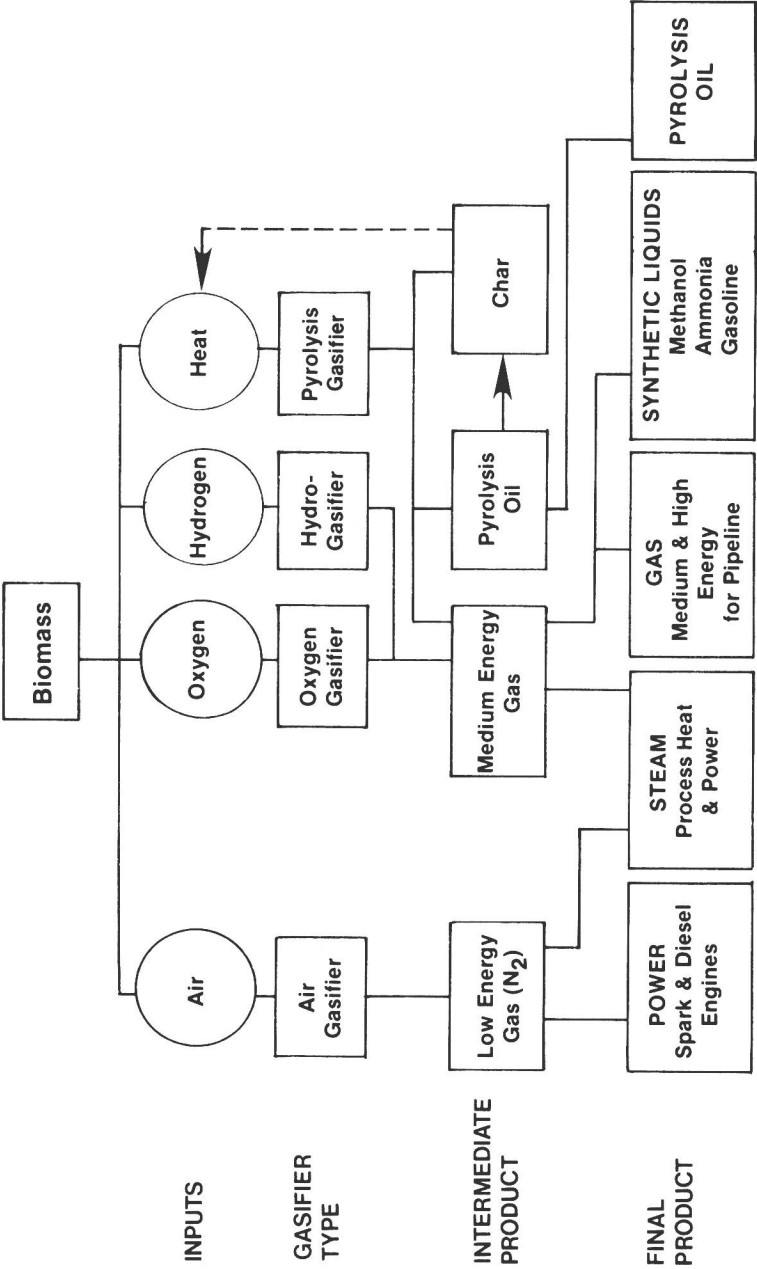 Biomass
INPUTS
Air
Oxygen
Hydrogen
Heat
GASIFIER
TYPE
Air
Gasifier
Oxygen
Gasifier
Hydro-
Gasifier
Pyrolysis
Gasifier
INTERMEDIATE
PRODUCT
Low Energy
Gas (N₂)
Medium Energy
Gas
Pyrolysis
Oil
Char
FINAL
PRODUCT
POWER
Spark & Diesel
Engines
STEAM
Process Heat
& Power
GAS
Medium & High
Energy
for Pipeline
SYNTHETIC LIQUIDS
Methanol
Ammonia
Gasoline
PYROLYSIS
OIL